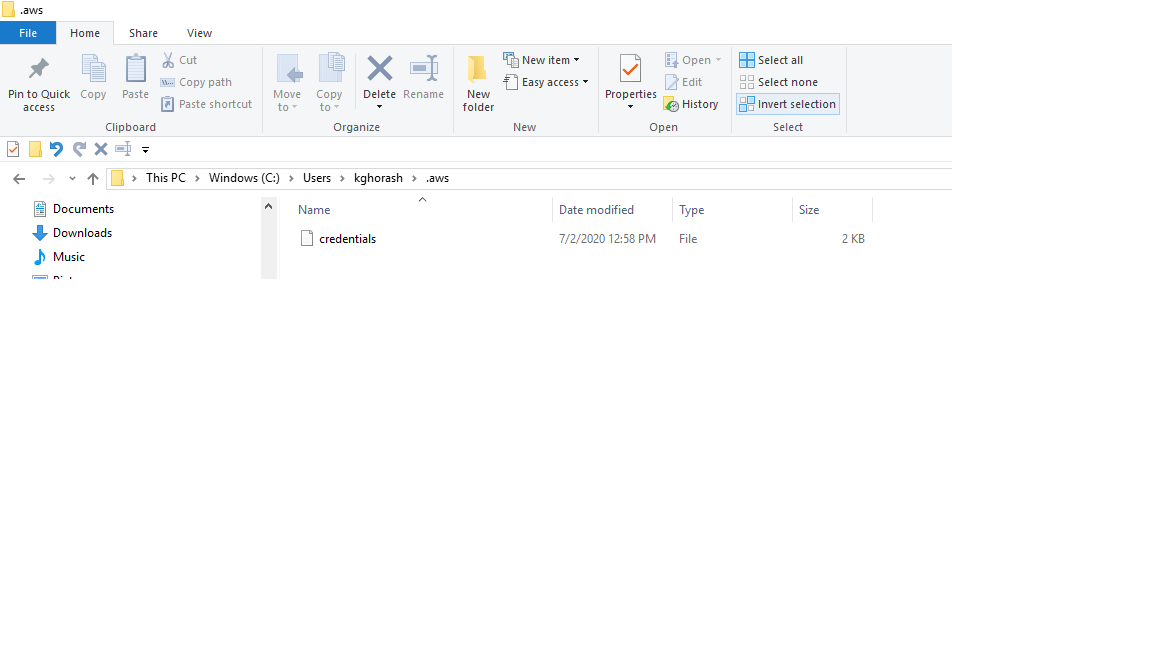 .aws
File Home Share View
Pin to Quick access
Copy
Paste
Cut
Copy path
Paste shortcut
Clipboard
Move to
Copy to
Delete
Rename
Organize
New folder
New item
Easy access
New
Properties
Open
Edit
History
Open
Select all
Select none
Invert selection
Select
This PC Windows (C:) Users kghorash .aws
Documents
Downloads
Music
Name Date modified Type Size
credentials 7/2/2020 12:58 PM File 2 KB